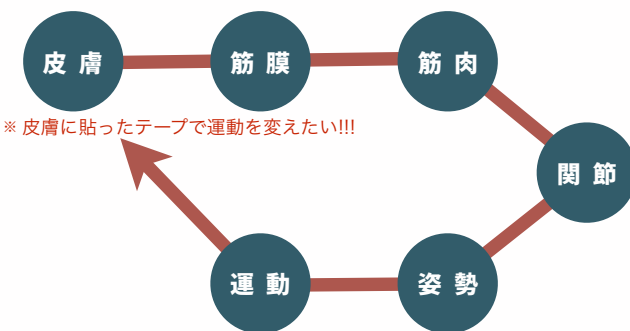 皮膚
筋膜
筋肉
※ 皮膚に貼ったテープで運動を変えたい!!!
関節
運動
姿勢